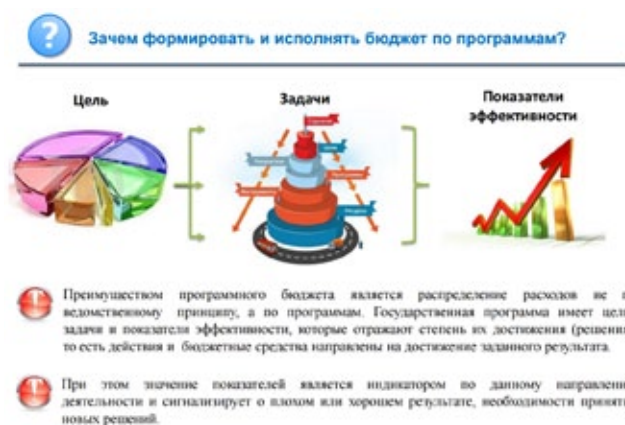 Зачем формировать и исполнять бюджет по программам?
Цель
Задачи
Показатели
эффективности
Преимуществом программного бюджета является распределение расходов не п
ведомственному принципу, а по программам. Государственная программа имеет цель
задачи и показатели эффективности, которые отражают степень их достижения (решения
то есть действия и бюджетные средства направлены на достижение заданного результата.
При этом значение показателей является индикатором по данному направлени
деятельности и сигнализирует о плохом или хорошем результате, необходимости принят
новых решений.